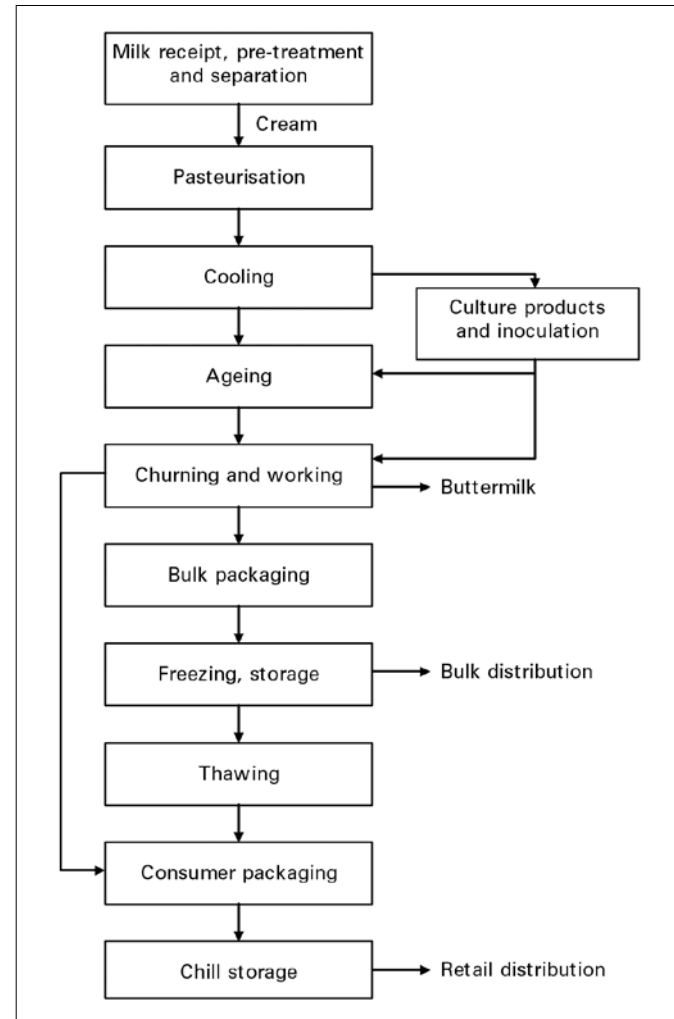 Milk receipt, pre-treatment
and separation
Cream
Pasteurisation
Cooling
Culture products
and inoculation
Ageing
Churning and working
Buttermilk
Bulk packaging
Freezing, storage
Bulk distribution
Thawing
Consumer packaging
Chill storage
Retail distribution